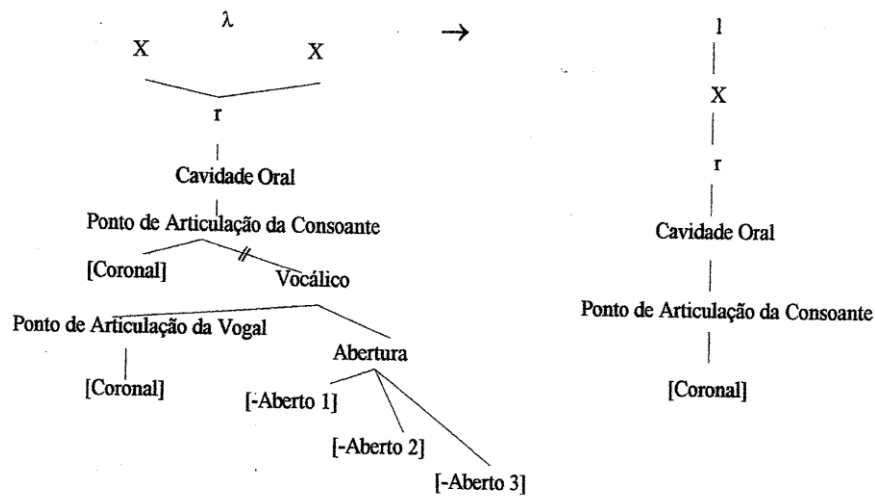 λ → l
X X
X
r
r
Cavidade Oral
Cavidade Oral
Ponto de Articulação da Consoante
Ponto de Articulação da Consoante
[Coronal] Vocálico
[Coronal]
Ponto de Articulação da Vogal
Abertura
[Coronal]
[-Aberto 1]
[-Aberto 2]
[-Aberto 3]